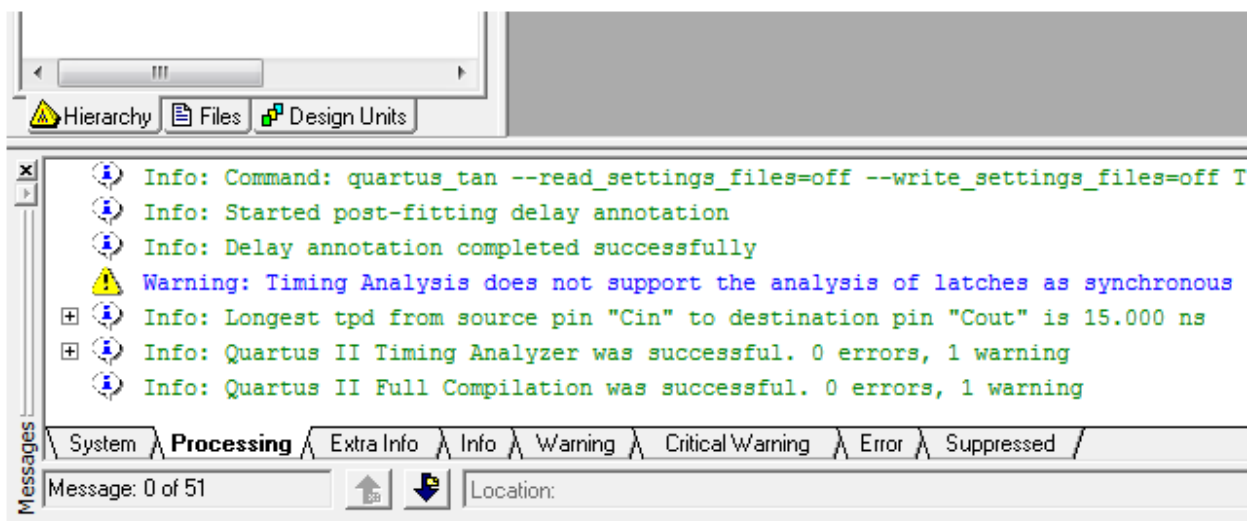 Hierarchy Files Design Units
Info: Command: quartus_tan --read_settings_files=off --write_settings_files=off T
Info: Started post-fitting delay annotation
Info: Delay annotation completed successfully
Warning: Timing Analysis does not support the analysis of latches as synchronous
Info: Longest tpd from source pin "Cin" to destination pin "Cout" is 15.000 ns
Info: Quartus II Timing Analyzer was successful. 0 errors, 1 warning
Info: Quartus II Full Compilation was successful. 0 errors, 1 warning
System Processing Extra Info Info Warning Critical Warning Error Suppressed
Messages
Message: 0 of 51 Location: